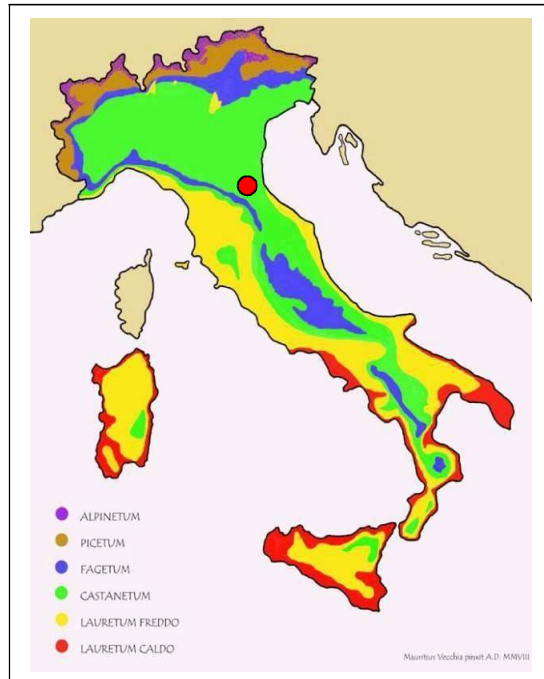 ALPINETUM
PICETUM
FAGETUM
CASTANETUM
LAURETUM FREDDO
LAURETUM CALDO
Mauritius Vecchia pinxit A.D. MMVIII